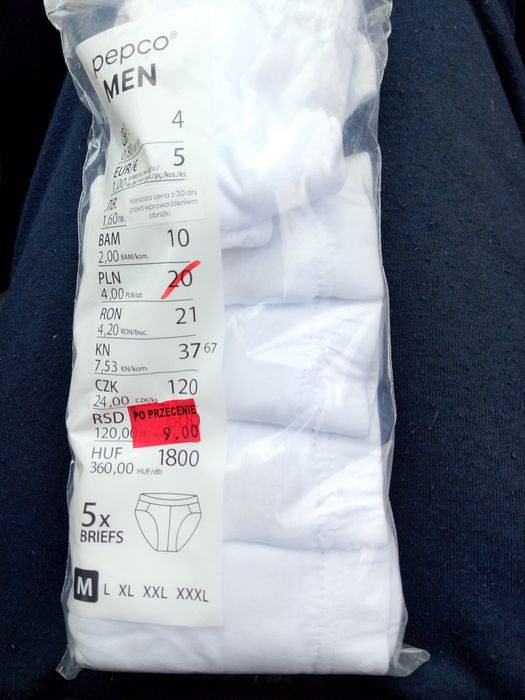 pepco®
MEN
4
EUR/€ 5
1,00
ЛВ.
1,60
Najniższa cena z 30 dni
przed wprowadzeniem
obniżki.
BAM 10
2,00 BAM/kom.
PLN 20
4,00 PLN/szt
RON 21
4,20 RON/buc.
KN 37 67
7,53 KN/kom.
CZK 120
24,00 CZK/ks
RSD
120,00
PO PRZECENIE
9.00
HUF 1800
360,00 HUF/db
5x
BRIEFS
M L XL XXL XXXL